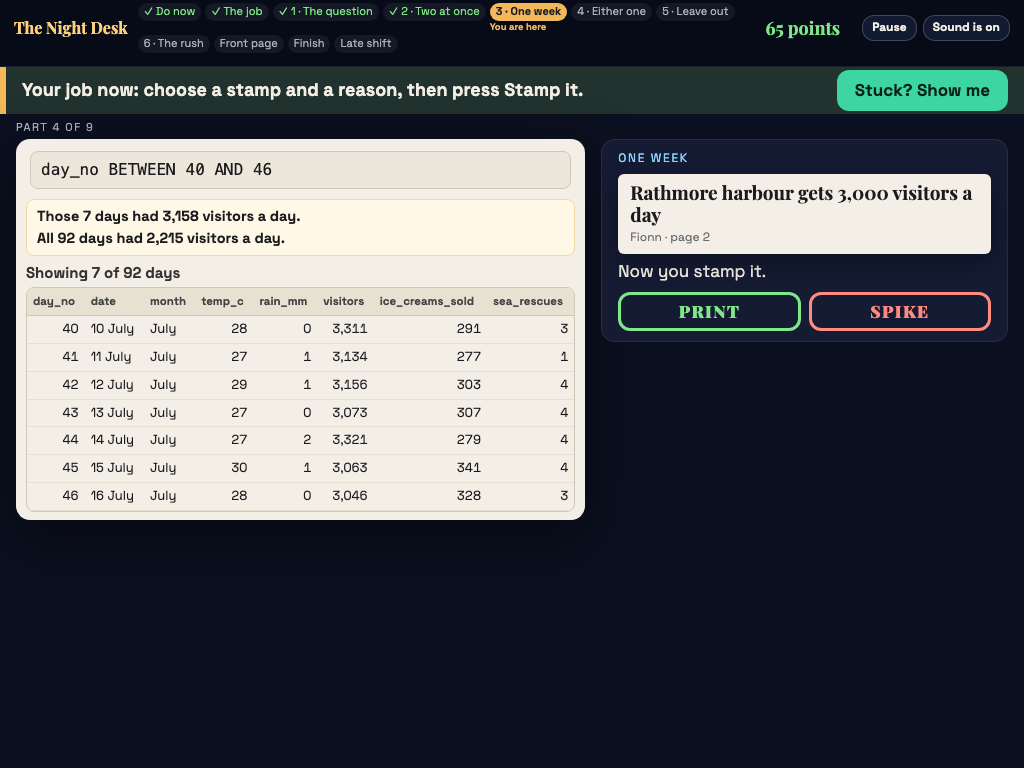 The Night Desk
✓ Do now
✓ The job
✓ 1 · The question
✓ 2 · Two at once
3 · One week
You are here
4 · Either one
5 · Leave out
6 · The rush
Front page
Finish
Late shift
65 points
Pause
Sound is on
Your job now: choose a stamp and a reason, then press Stamp it.
Stuck? Show me
PART 4 OF 9
day_no BETWEEN 40 AND 46
Those 7 days had 3,158 visitors a day.
All 92 days had 2,215 visitors a day.
Showing 7 of 92 days
day_no date month temp_c rain_mm visitors ice_creams_sold sea_rescues
40 10 July July 28 0 3,311 291 3
41 11 July July 27 1 3,134 277 1
42 12 July July 29 1 3,156 303 4
43 13 July July 27 0 3,073 307 4
44 14 July July 27 2 3,321 279 4
45 15 July July 30 1 3,063 341 4
46 16 July July 28 0 3,046 328 3
ONE WEEK
Rathmore harbour gets 3,000 visitors a
day
Fionn · page 2
Now you stamp it.
PRINT
SPIKE